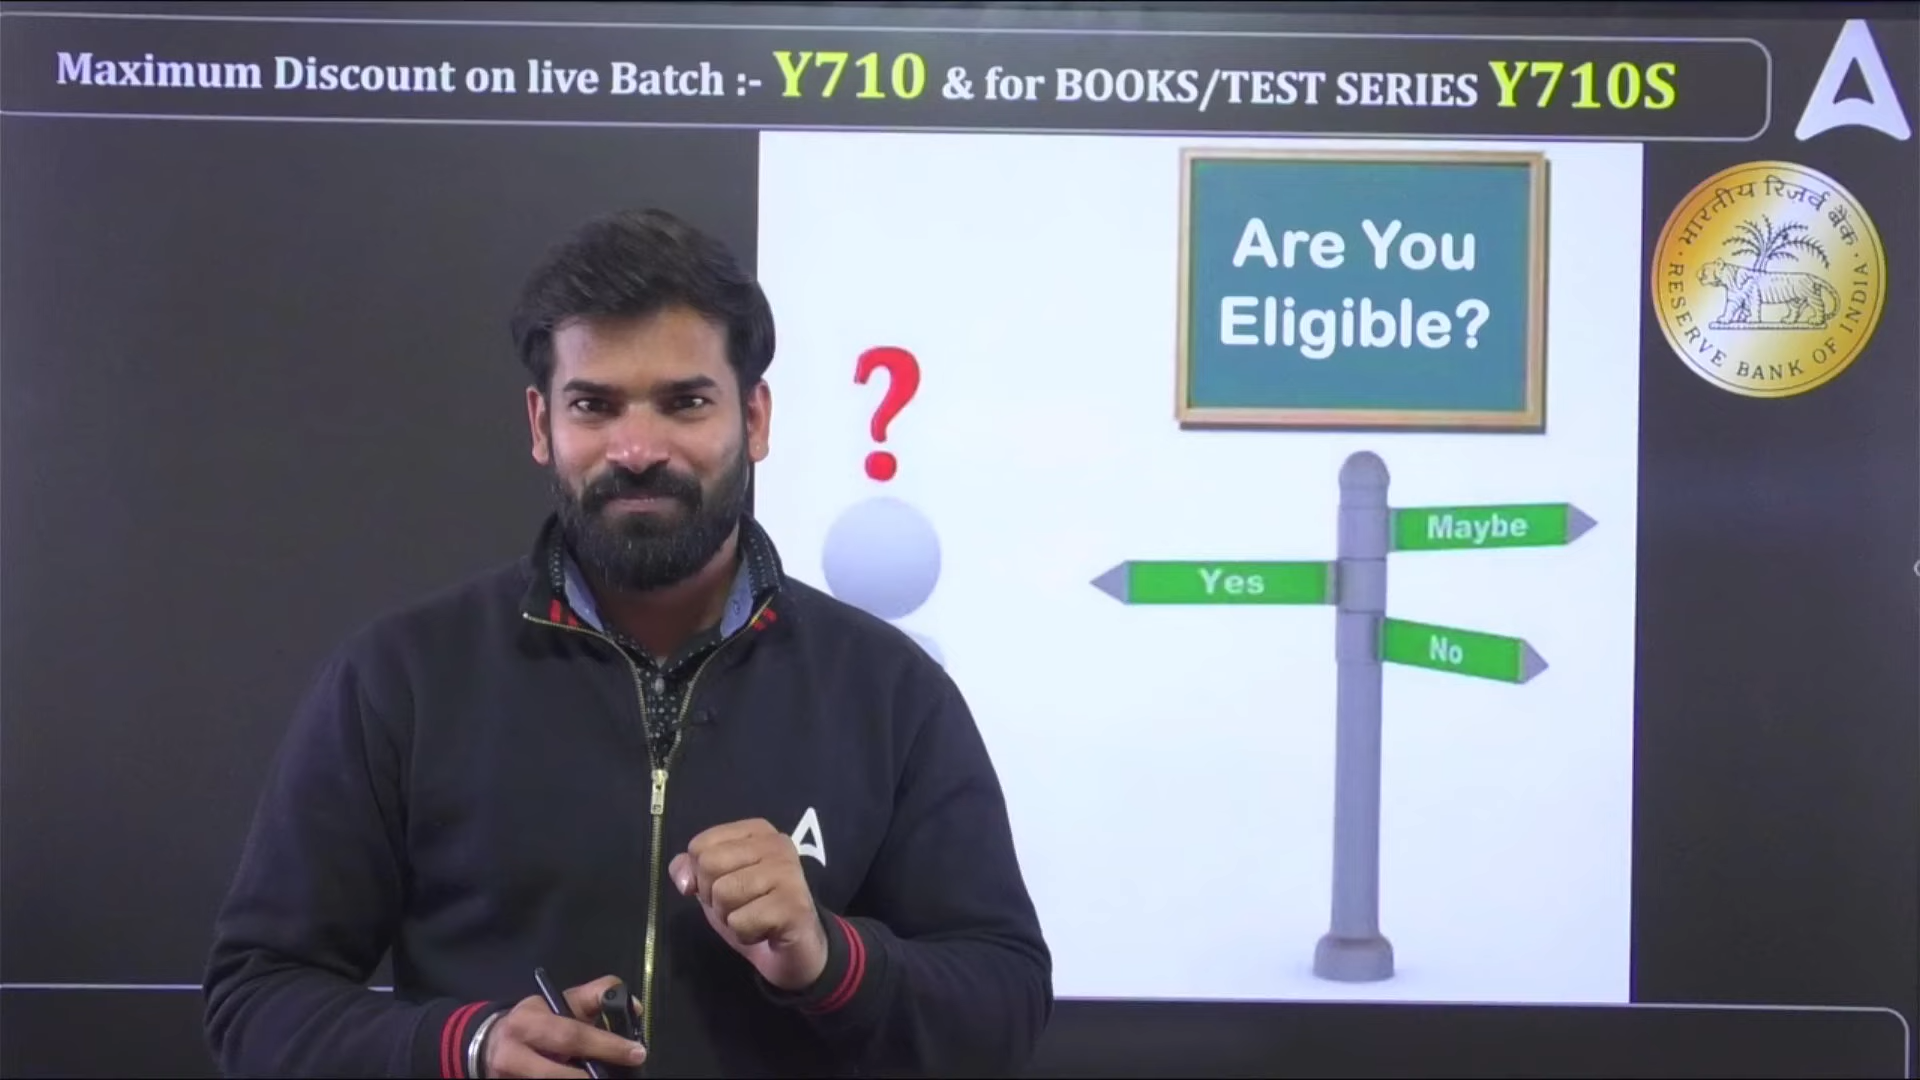 Maximum Discount on live Batch :- Y710 & for BOOKS/TEST SERIES Y710S
Are You
Eligible?
?
Maybe
Yes
No
भारतीय रिज़र्व बैंक
RESERVE BANK OF INDIA